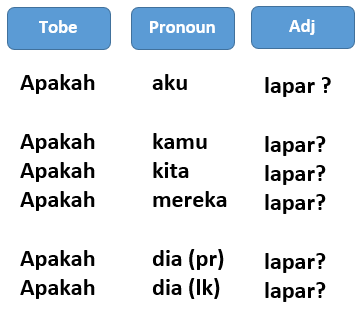 Tobe Pronoun Adj
Apakah aku lapar ?
Apakah kamu lapar?
Apakah kita lapar?
Apakah mereka lapar?
Apakah dia (pr) lapar?
Apakah dia (lk) lapar?